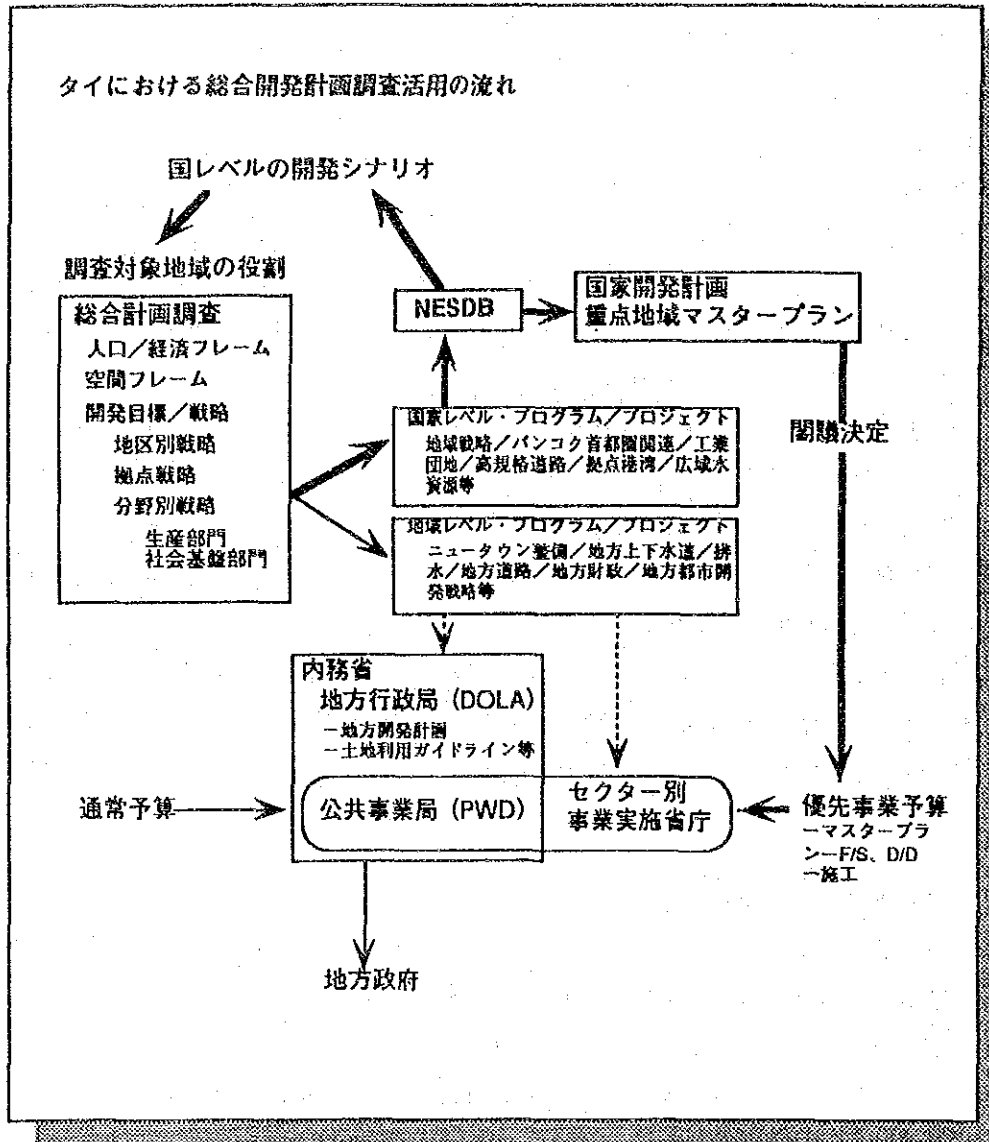 タイにおける総合開発計画調査活用の流れ
国レベルの開発シナリオ
調査対象地域の役割
総合計画調査
人口／経済フレーム
空間フレーム
開発目標／戦略
地区別戦略
拠点戦略
分野別戦略
生産部門
社会基盤部門
NESDB
国家開発計画
重点地域マスタープラン
国家レベル・プログラム／プロジェクト
地域戦略／バンコク首都圏関連／工業
団地／高規格道路／拠点港湾／広域水
資源等
閣議決定
地域レベル・プログラム／プロジェクト
ニュータウン整備／地方上下水道／排
水／地方道路／地方財政／地方都市開
発戦略等
内務省
地方行政局（DOLA）
－地方開発計画
－土地利用ガイドライン等
通常予算
公共事業局（PWD）
セクター別
事業実施省庁
優先事業予算
－マスタープラ
ン－F/S、D/D
－施工
地方政府